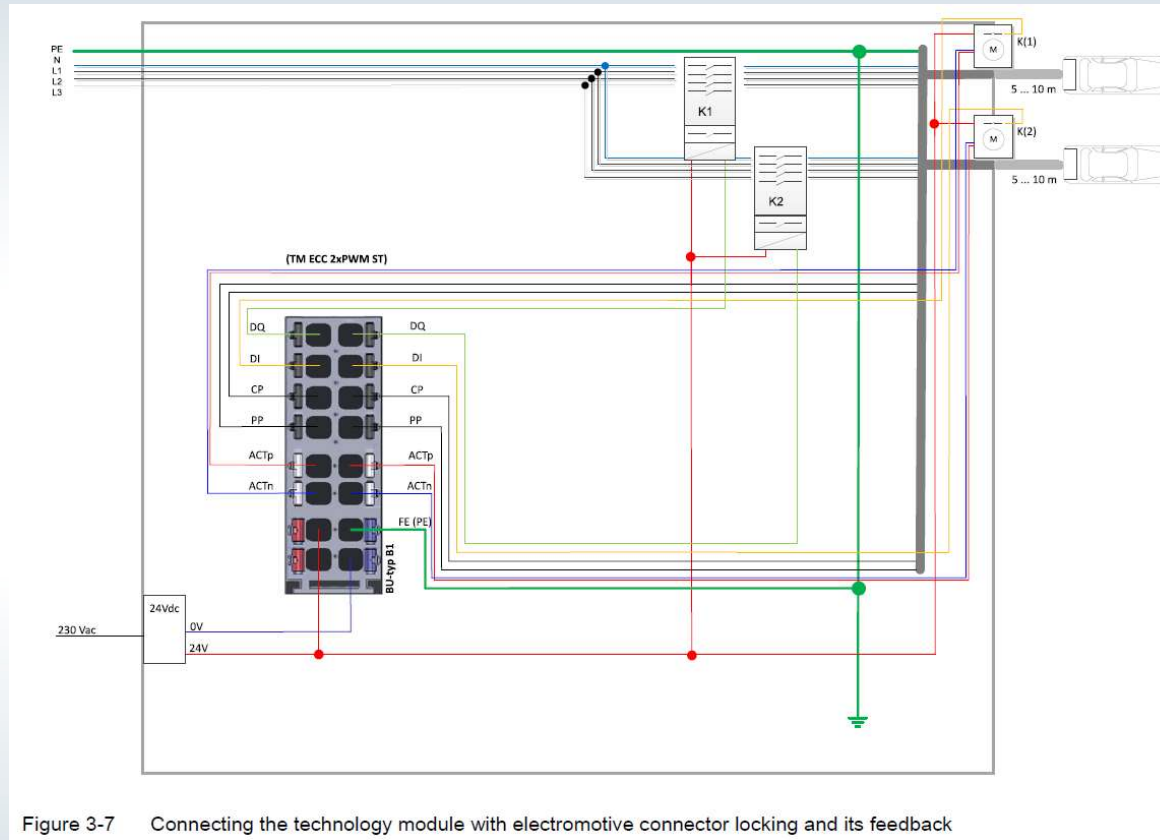 PE
N
L1
L2
L3
K1
K2
K(1)
M
5 ... 10 m
K(2)
M
5 ... 10 m
(TM ECC 2xPWM ST)
DQ DQ
DI DI
CP CP
PP PP
ACTp ACTp
ACTn ACTn
FE (PE)
BU-typ B1
24Vdc
230 Vac
0V
24V
Figure 3-7 Connecting the technology module with electromotive connector locking and its feedback